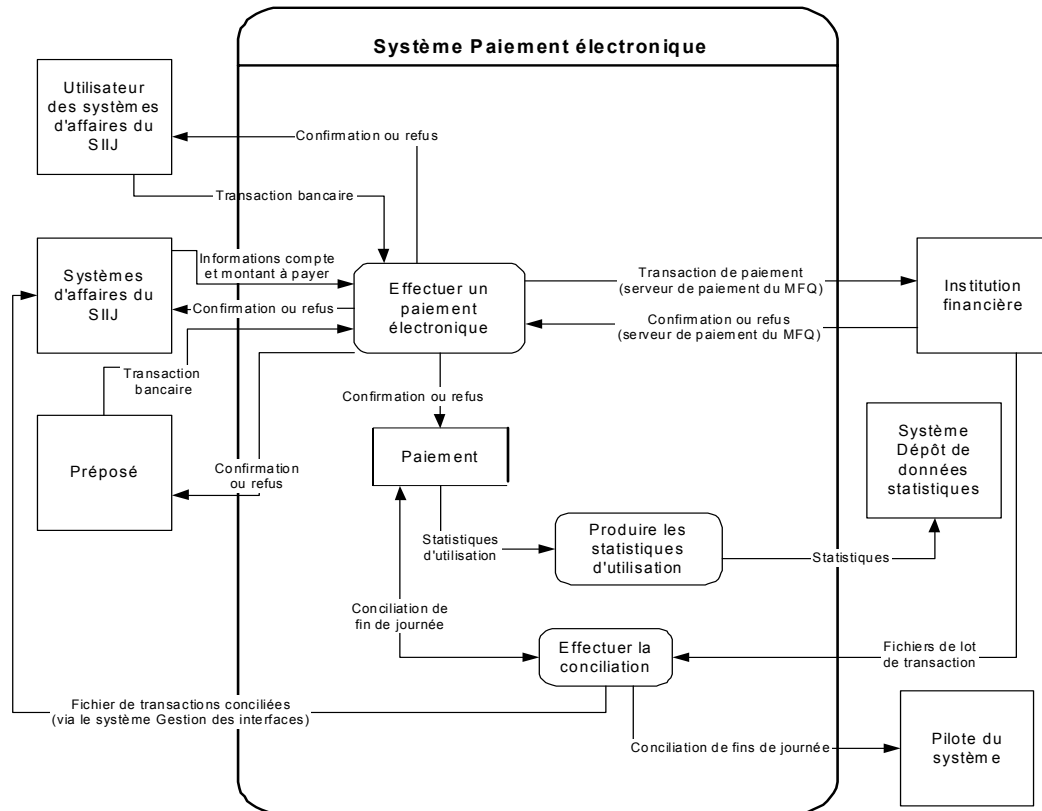 Système Paiement électronique
Utilisateur
des systèmes
d'affaires du
SIIJ
Confirmation ou refus
Transaction bancaire
Systèmes
d'affaires du
SIIJ
Informations compte
et montant à payer
Confirmation ou refus
Effectuer un
paiement
électronique
Transaction de paiement
(serveur de paiement du MFQ)
Confirmation ou refus
(serveur de paiement du MFQ)
Institution
financière
Transaction
bancaire
Confirmation ou refus
Préposé
Confirmation
ou refus
Paiement
Système
Dépôt de
données
statistiques
Statistiques
d'utilisation
Produire les
statistiques
d'utilisation
Statistiques
Conciliation de
fin de journée
Effectuer la
conciliation
Fichiers de lot
de transaction
Fichier de transactions conciliées
(via le système Gestion des interfaces)
Conciliation de fins de journée
Pilote du
système